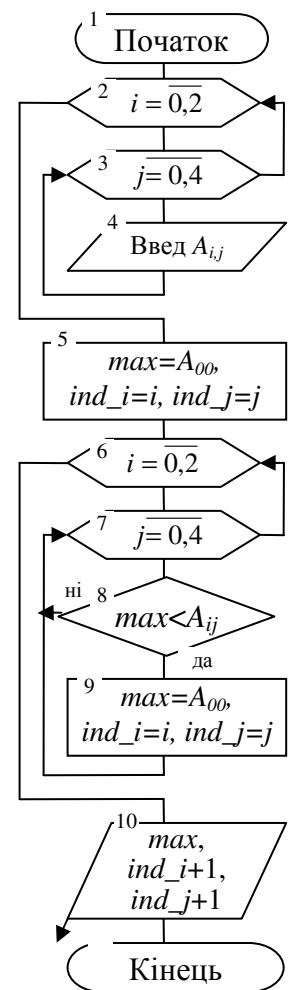 1
Початок
2
i = 0,2
3
j = 0,4
4
Введ A_{i,j}
5
max=A_{00},
ind_i=i, ind_j=j
6
i = 0,2
7
j = 0,4
ні 8
max<A_{ij}
да
9
max=A_{00},
ind_i=i, ind_j=j
10
max,
ind_i+1,
ind_j+1
Кінець